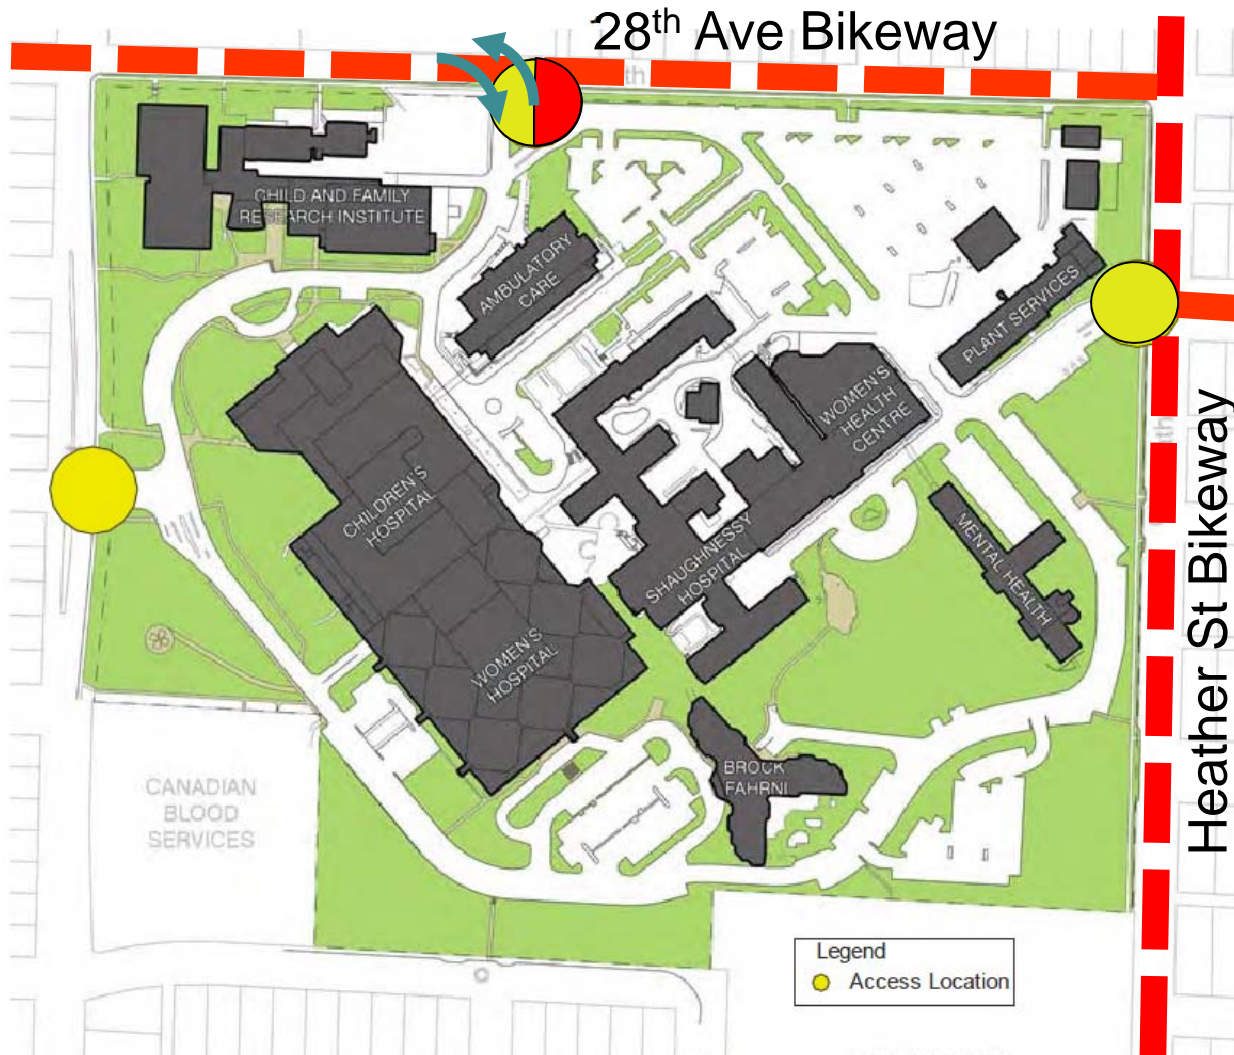 28th Ave Bikeway
th
CHILD AND FAMILY
RESEARCH INSTITUTE
AMBULATORY
CARE
PLANT SERVICES
WOMEN'S
HEALTH
CENTRE
CHILDREN'S
HOSPITAL
SHAUGHNESSY
HOSPITAL
MENTAL HEALTH
WOMEN'S
HOSPITAL
BROCK
FAHRNI
CANADIAN
BLOOD
SERVICES
Heather St Bikeway
Legend
Access Location